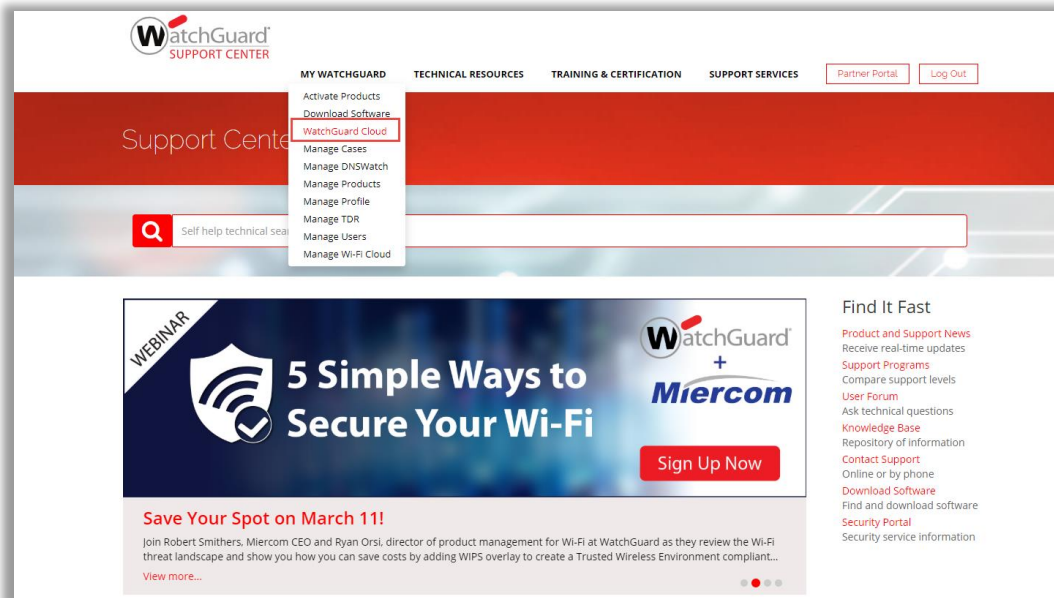 WatchGuard
SUPPORT CENTER
MY WATCHGUARD TECHNICAL RESOURCES TRAINING & CERTIFICATION SUPPORT SERVICES Partner Portal Log Out
Activate Products
Download Software
WatchGuard Cloud
Manage Cases
Manage DNSWatch
Manage Products
Manage Profile
Manage TDR
Manage Users
Manage Wi-Fi Cloud
Support Cente
Self help technical sea
WEBINAR
5 Simple Ways to
Secure Your Wi-Fi
WatchGuard
+
Miercom
Sign Up Now
Save Your Spot on March 11!
Join Robert Smithers, Miercom CEO and Ryan Orsi, director of product management for Wi-Fi at WatchGuard as they review the Wi-Fi
threat landscape and show you how you can save costs by adding WIPS overlay to create a Trusted Wireless Environment compliant...
View more...
Find It Fast
Product and Support News
Receive real-time updates
Support Programs
Compare support levels
User Forum
Ask technical questions
Knowledge Base
Repository of information
Contact Support
Online or by phone
Download Software
Find and download software
Security Portal
Security service information